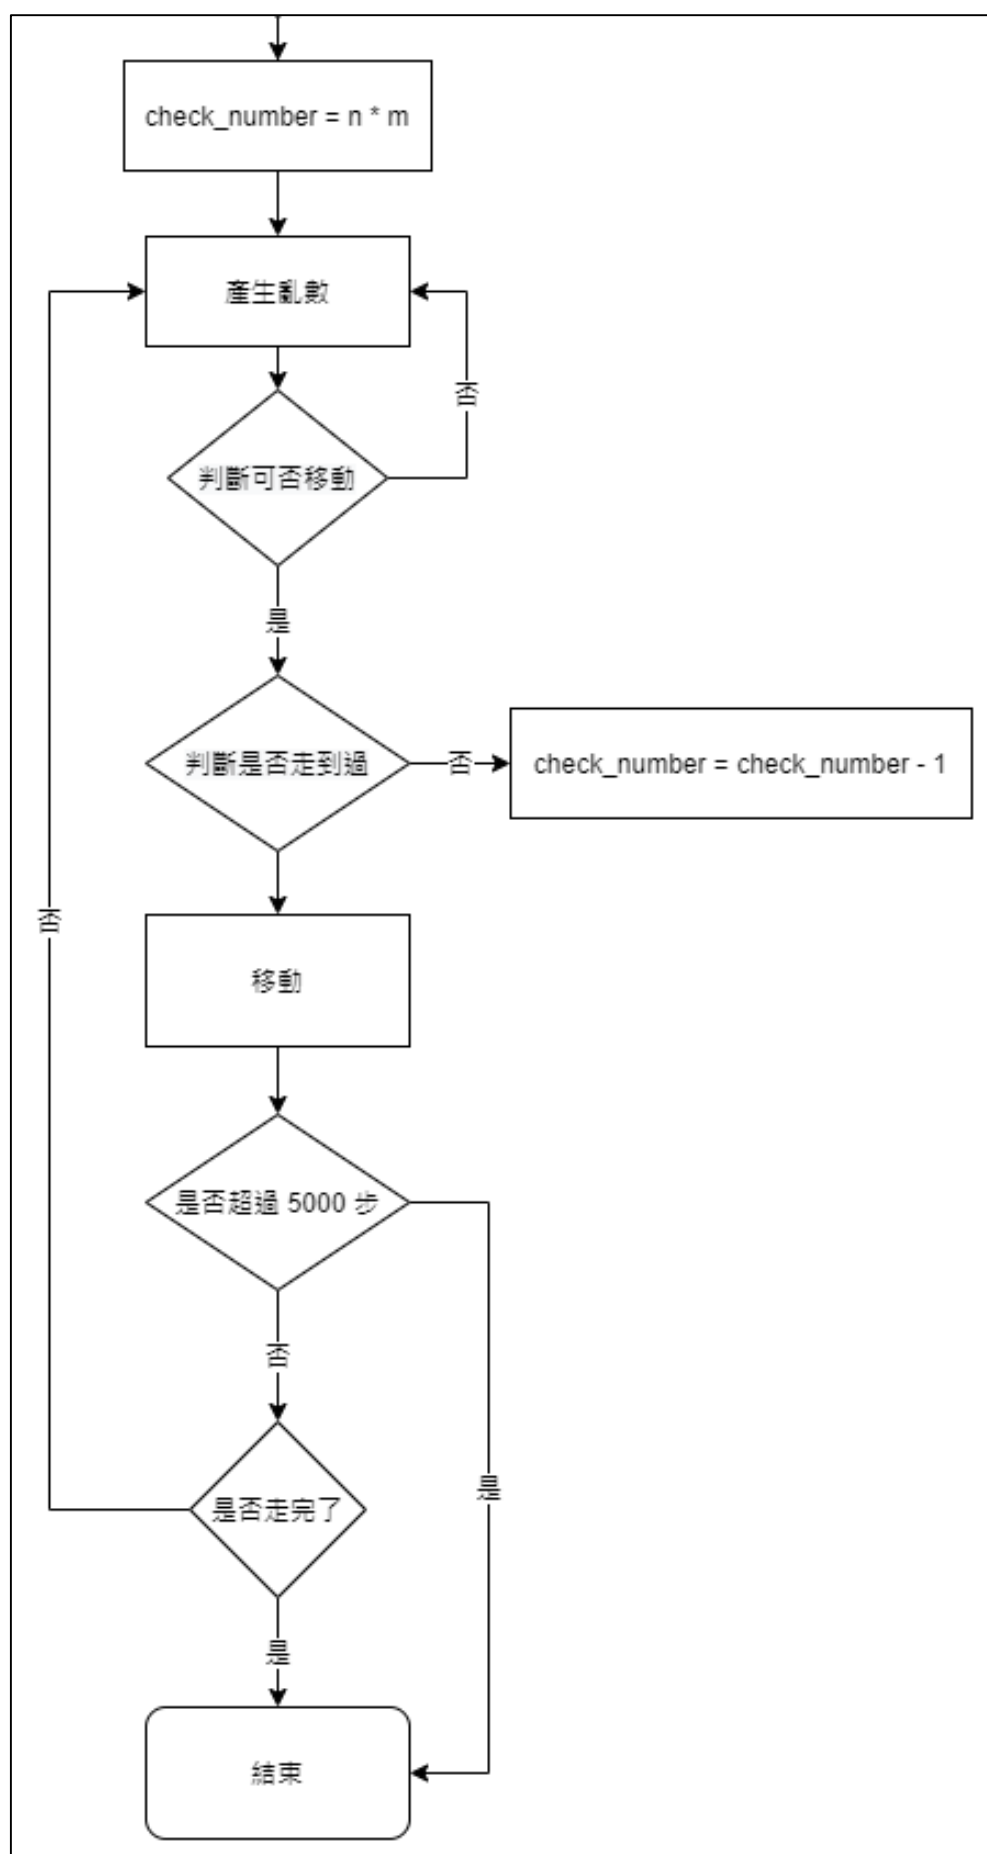 check_number = n * m
產生亂數
否
判斷可否移動
是
判斷是否走到過
否
check_number = check_number - 1
否
移動
是否超過 5000 步
否
是
是否走完了
是
結束